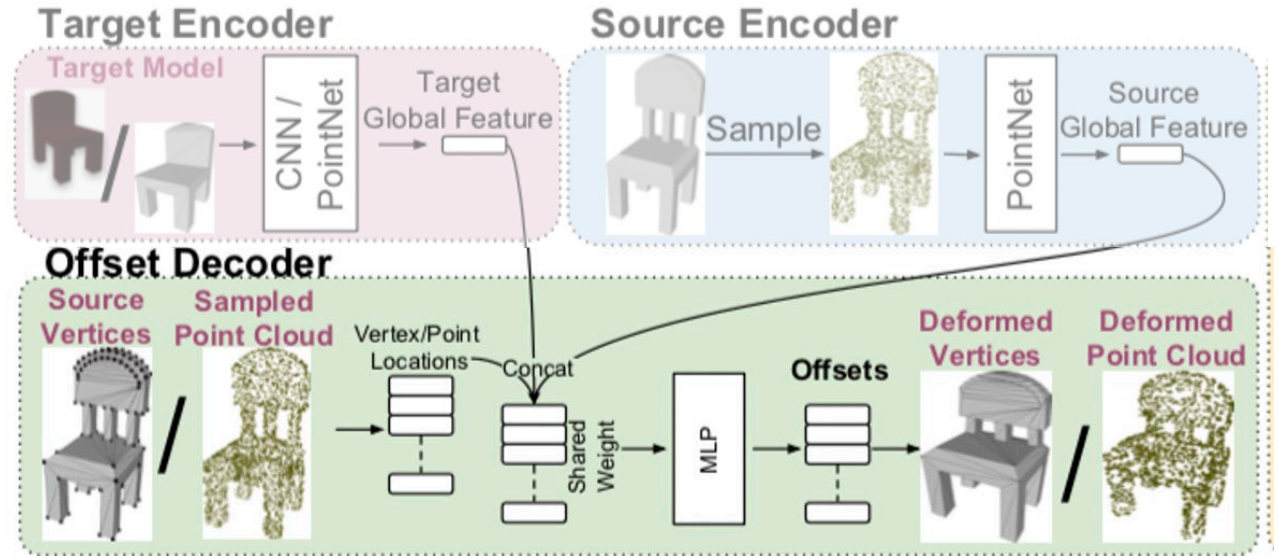 Target Encoder
Source Encoder
Target Model
CNN /
PointNet
Target
Global Feature
Sample
PointNet
Source
Global Feature
Offset Decoder
Source
Vertices
Sampled
Point Cloud
Vertex/Point
Locations
Concat
Shared
Weight
MLP
Offsets
Deformed
Vertices
Deformed
Point Cloud